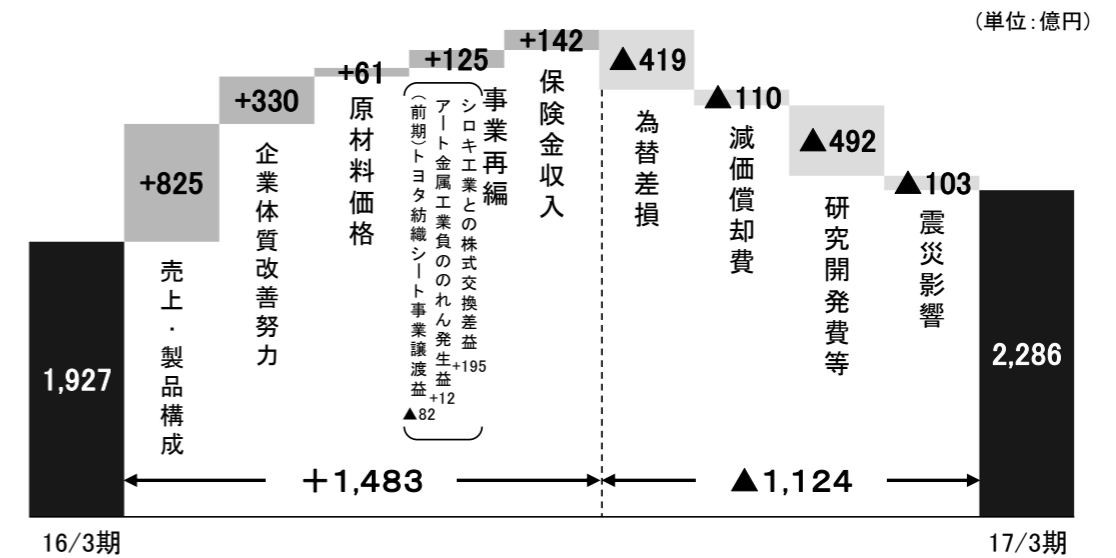 (単位：億円)
+825
売上・製品構成
+330
企業体質改善努力
+61
原材料価格
+125
事業再編
シロキ工業との株式交換差益
+195
アート金属工業負ののれん発生益
+12
(前期)トヨタ紡織シート事業譲渡益
▲82
+142
保険金収入
▲419
為替差損
▲110
減価償却費
▲492
研究開発費等
▲103
震災影響
1,927
2,286
＋1,483
▲1,124
16/3期
17/3期